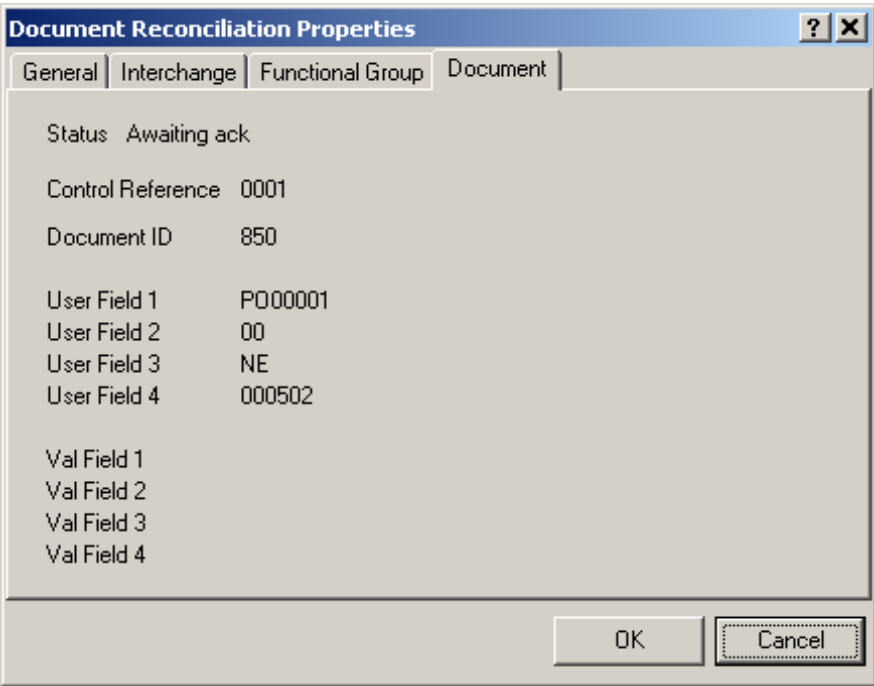 Document Reconciliation Properties ? X
General Interchange Functional Group Document
Status Awaiting ack
Control Reference 0001
Document ID 850
User Field 1 PO00001
User Field 2 00
User Field 3 NE
User Field 4 000502
Val Field 1
Val Field 2
Val Field 3
Val Field 4
OK Cancel